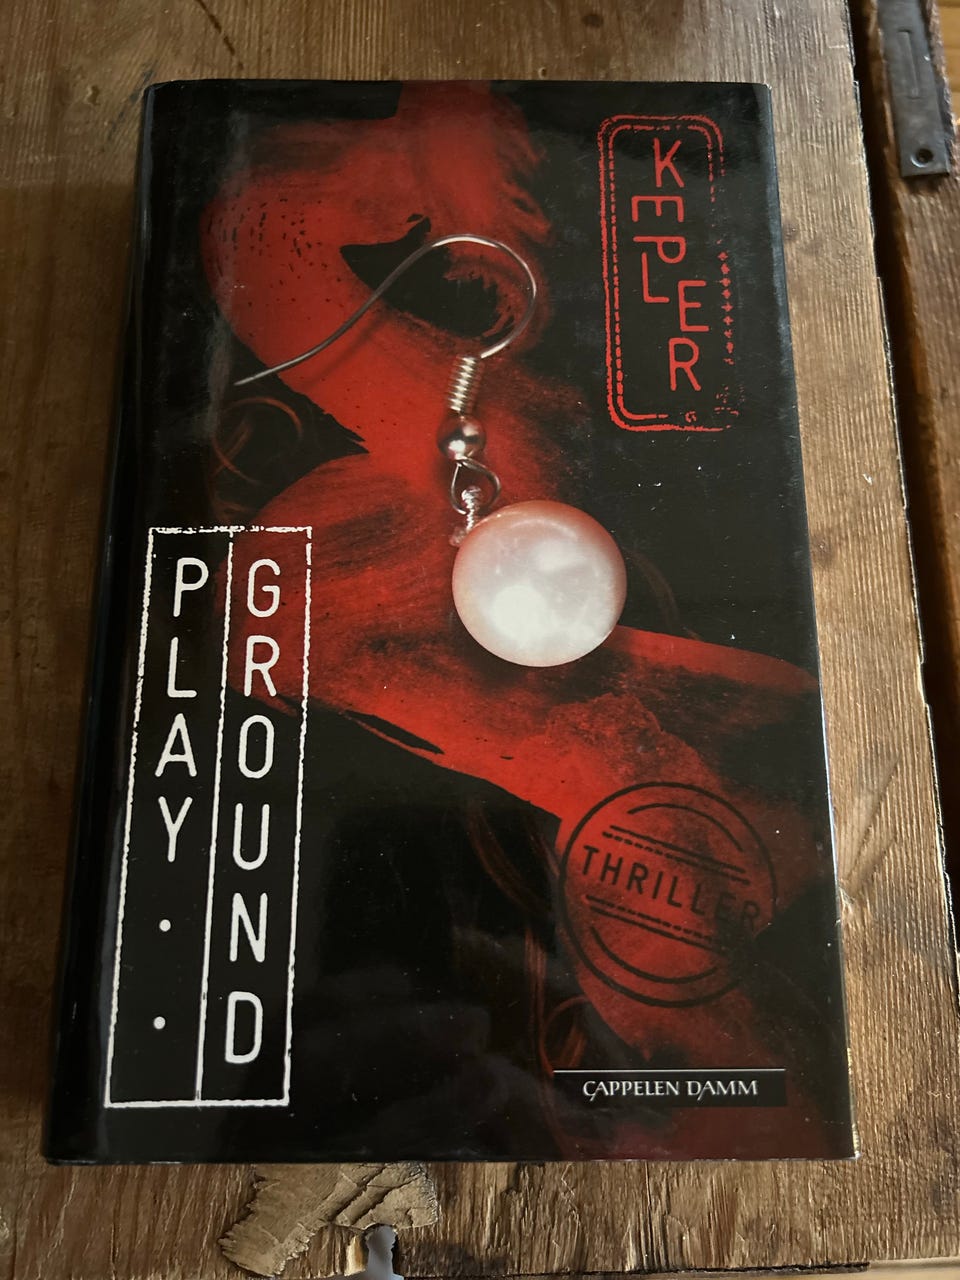 KEPLER
PLAY
GROUND
THRILLER
CAPPELEN DAMM